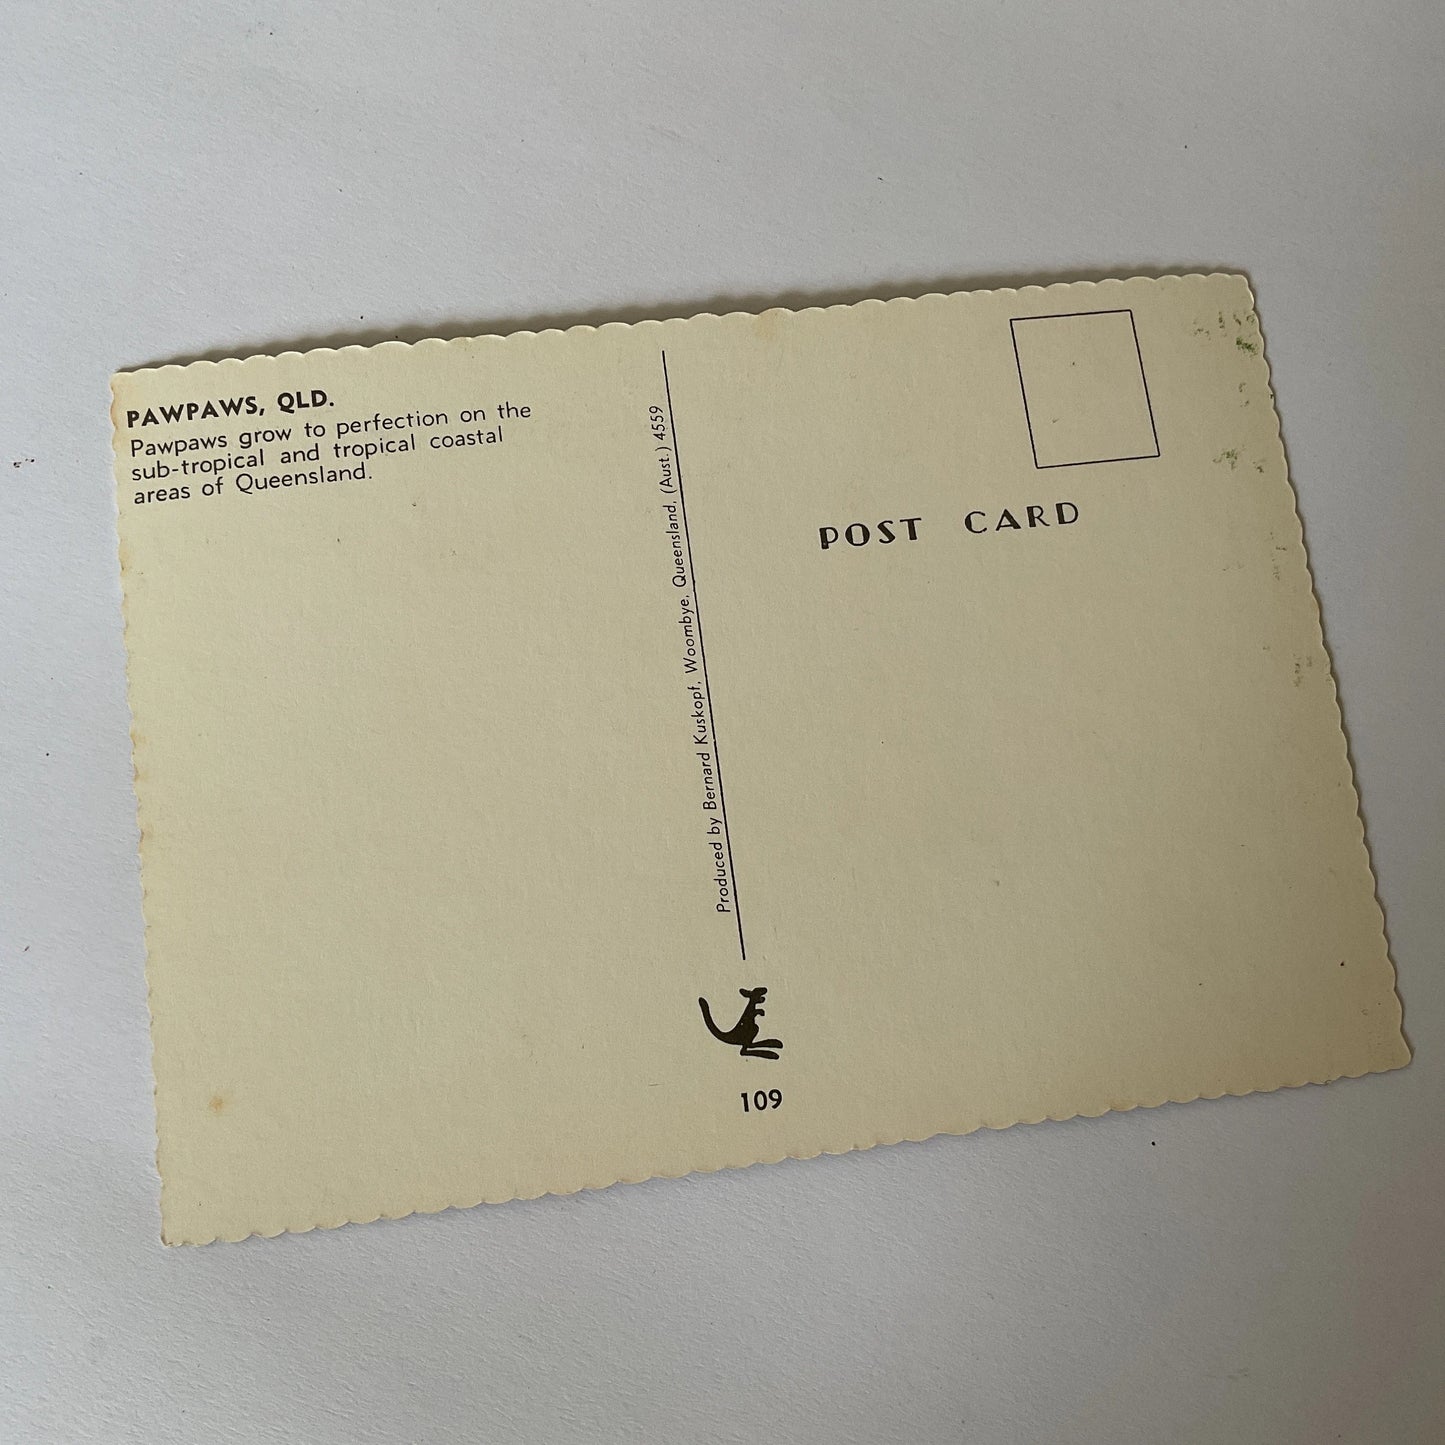 PAWPAWS, QLD.
Pawpaws grow to perfection on the
sub-tropical and tropical coastal
areas of Queensland.
Produced by Bernard Kuskopf, Woombye, Queensland, (Aust.) 4559
POST CARD
109